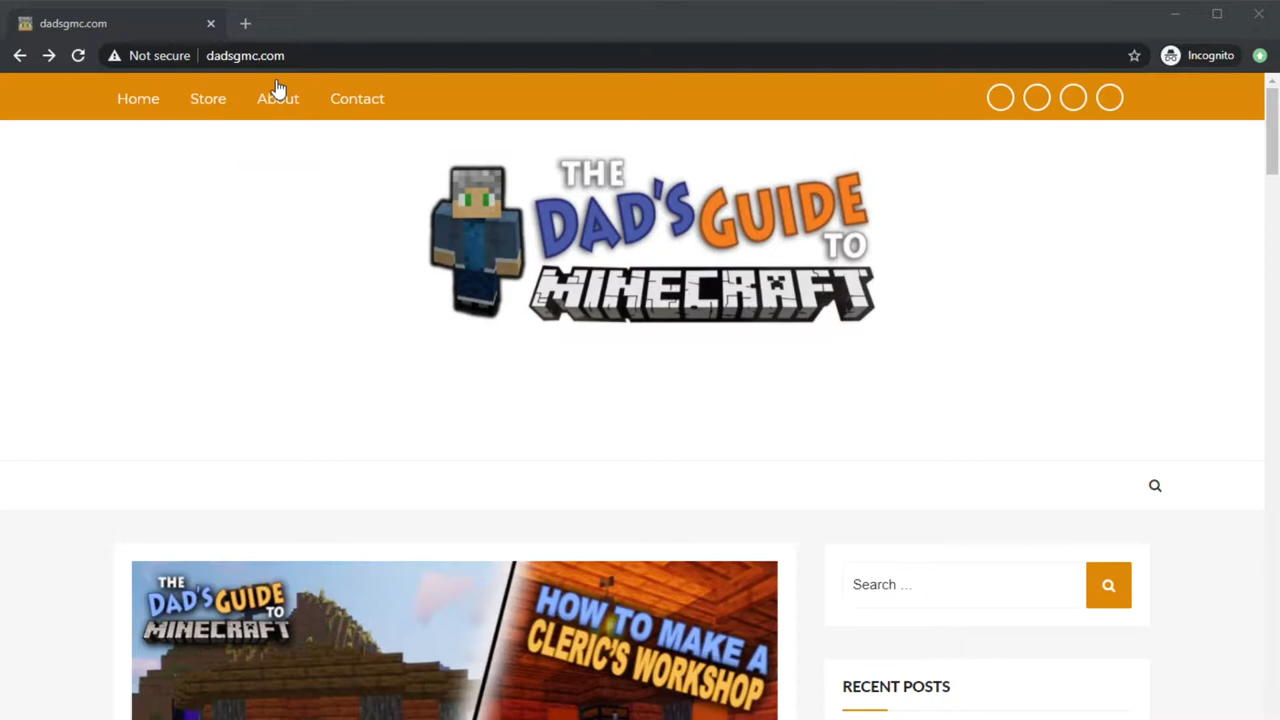 dadsgmc.com
Not secure
dadsgmc.com
Incognito
Home
Store
About
Contact
THE
DAD'S GUIDE
TO
MINECRAFT
THE
DAD'S GUIDE
TO
MINECRAFT
HOW TO MAKE A
CLERIC'S WORKSHOP
Search …
RECENT POSTS